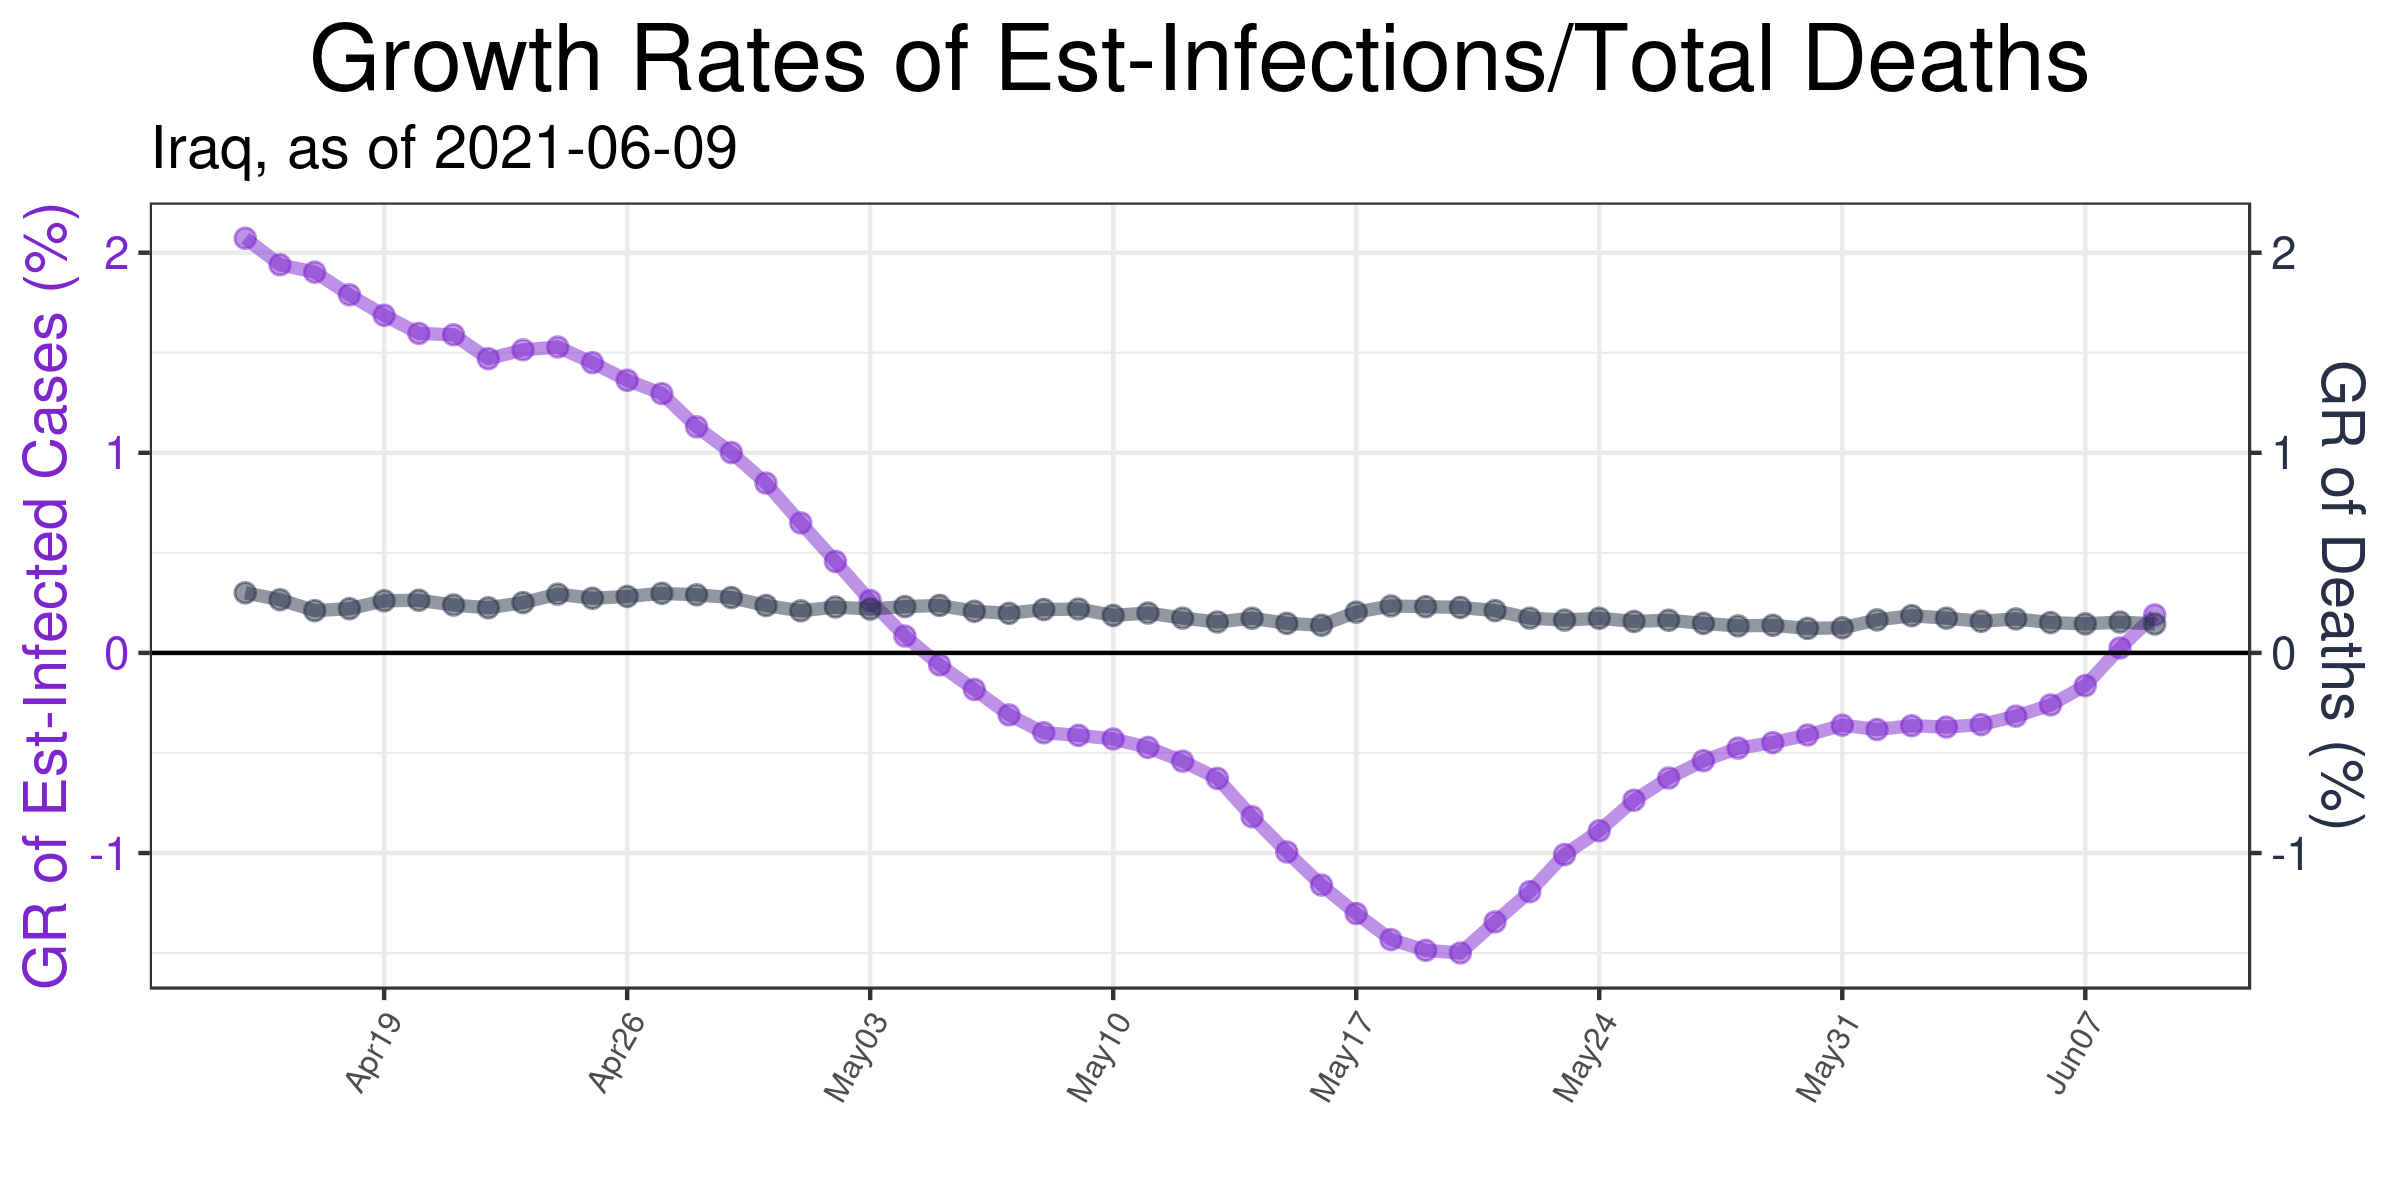 Growth Rates of Est-Infections/Total Deaths
Iraq, as of 2021-06-09
GR of Est-Infected Cases (%)
2
1
0
-1
2
1
0
-1
GR of Deaths (%)
Apr19
Apr26
May03
May10
May17
May24
May31
Jun07